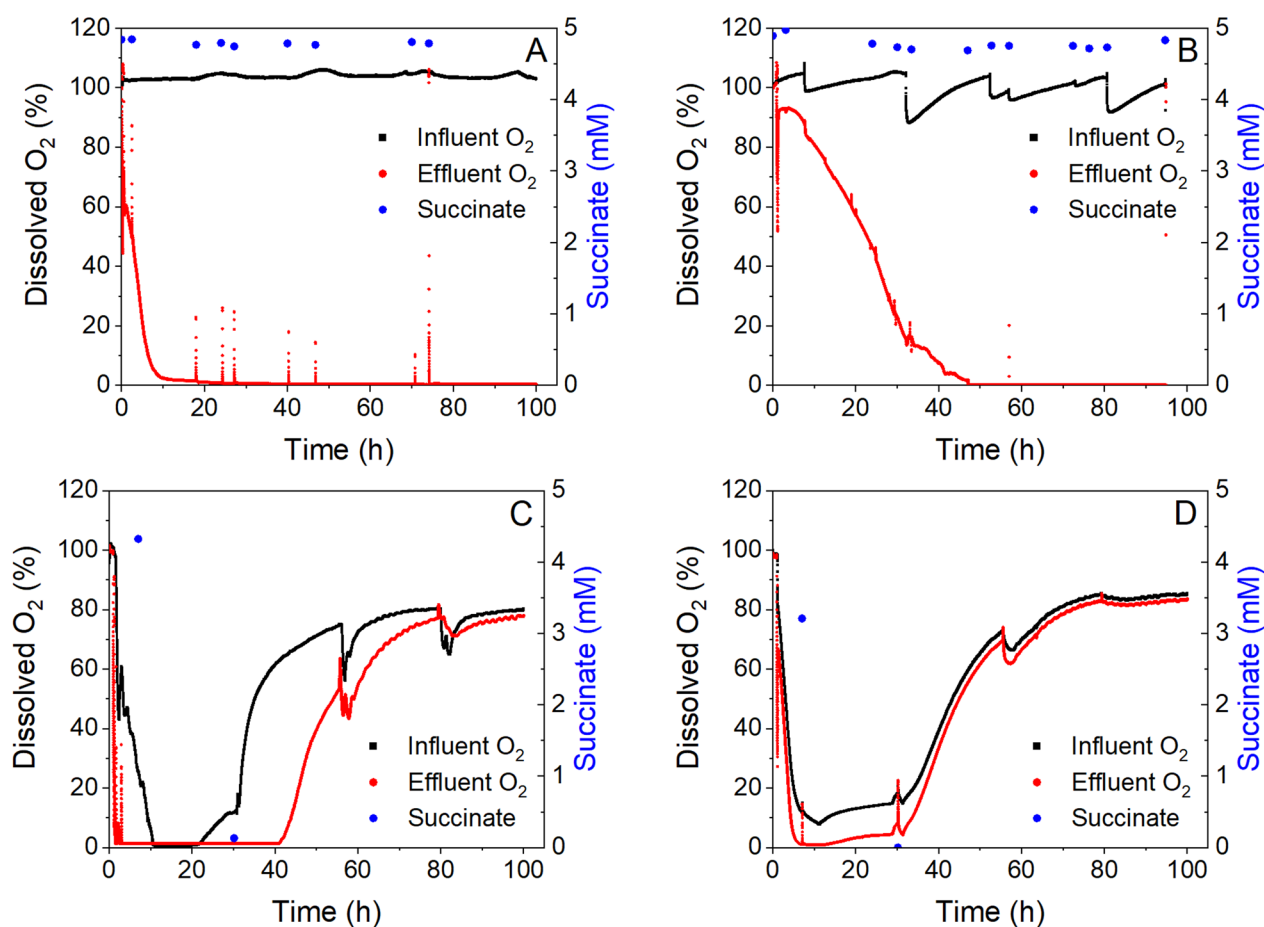 A
120
100
80
60
40
20
0
Dissolved O₂ (%)
5
4
3
2
1
0
Succinate (mM)
Influent O₂
Effluent O₂
Succinate
0 20 40 60 80 100
Time (h)
B
120
100
80
60
40
20
0
Dissolved O₂ (%)
5
4
3
2
1
0
Succinate (mM)
Influent O₂
Effluent O₂
Succinate
0 20 40 60 80 100
Time (h)
C
120
100
80
60
40
20
0
Dissolved O₂ (%)
5
4
3
2
1
0
Succinate (mM)
Influent O₂
Effluent O₂
Succinate
0 20 40 60 80 100
Time (h)
D
120
100
80
60
40
20
0
Dissolved O₂ (%)
5
4
3
2
1
0
Succinate (mM)
Influent O₂
Effluent O₂
Succinate
0 20 40 60 80 100
Time (h)